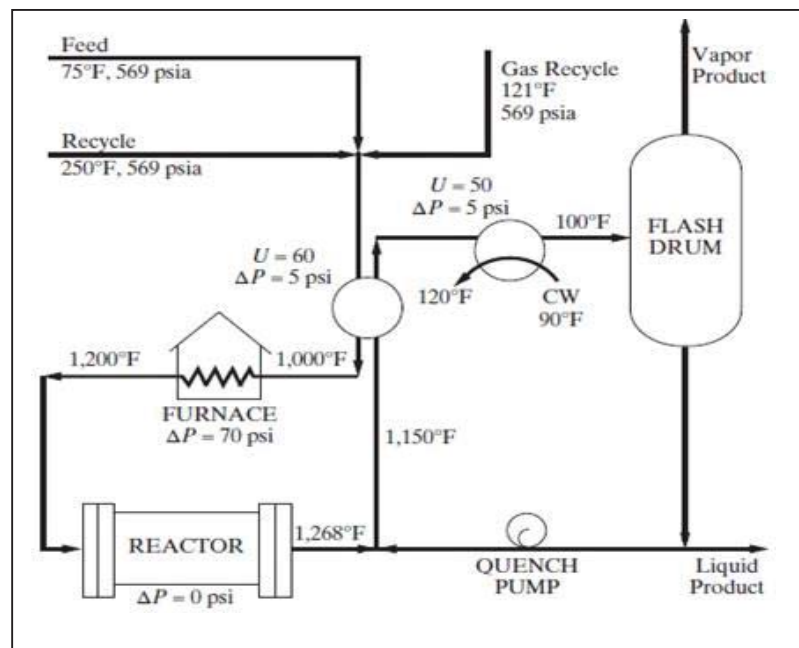 Feed
75°F, 569 psia
Vapor
Product
Gas Recycle
121°F
569 psia
Recycle
250°F, 569 psia
U = 50
ΔP = 5 psi
100°F
FLASH
DRUM
U = 60
ΔP = 5 psi
120°F
CW
90°F
1,200°F
1,000°F
FURNACE
ΔP = 70 psi
1,150°F
REACTOR
1,268°F
ΔP = 0 psi
QUENCH
PUMP
Liquid
Product